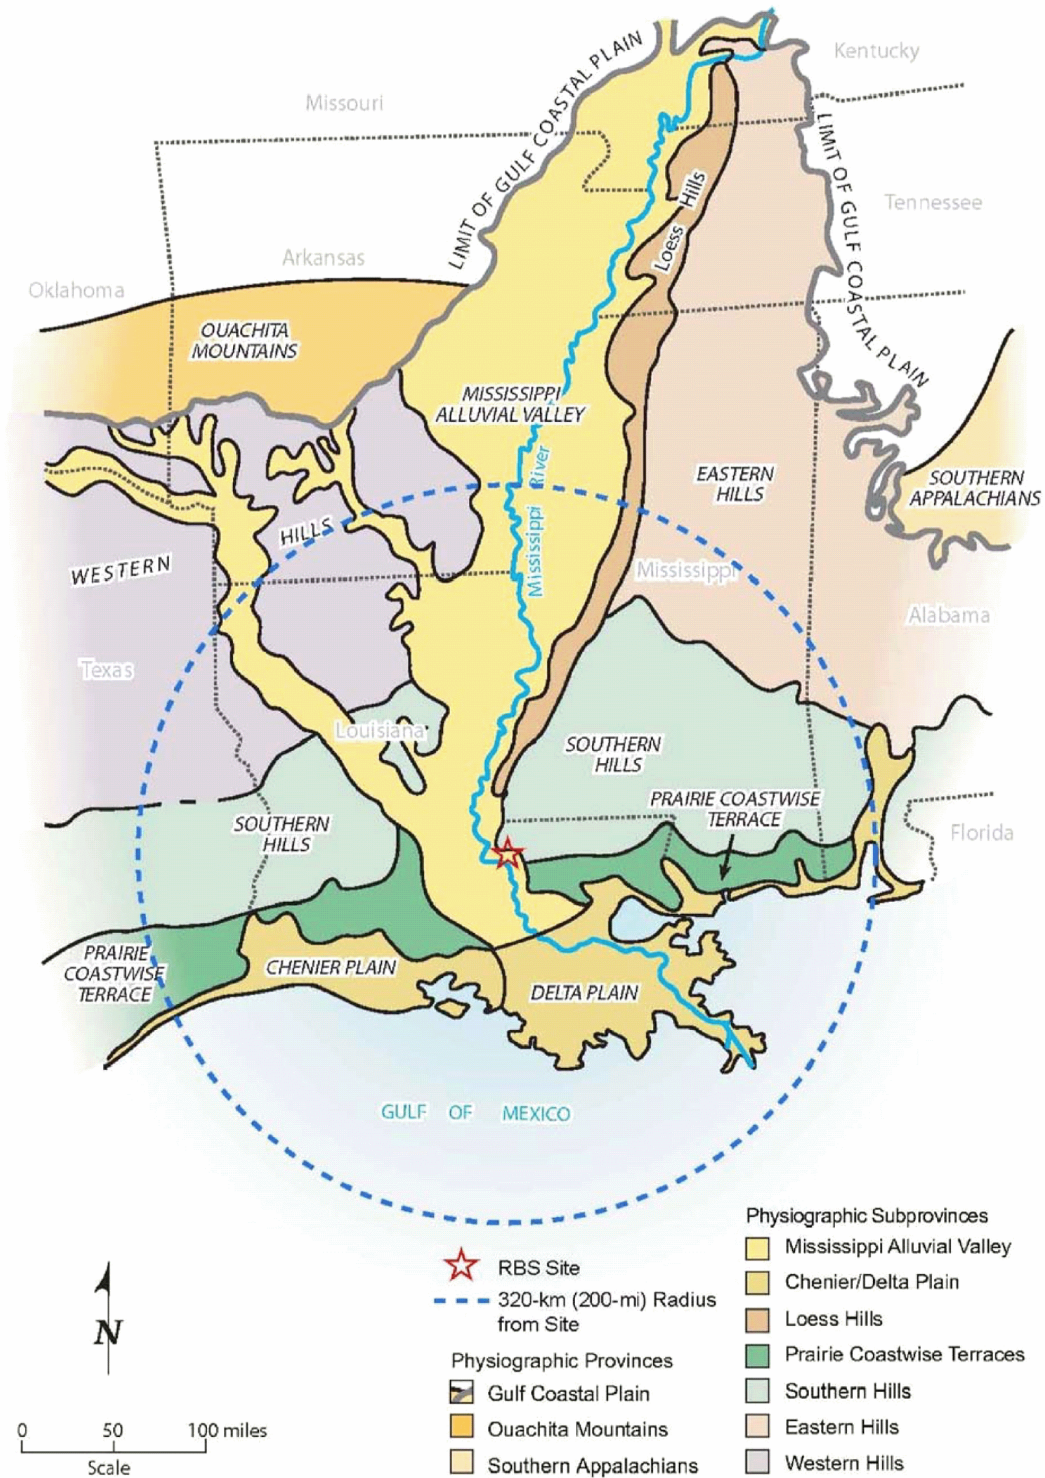 Kentucky
LIMIT OF GULF COASTAL PLAIN
Missouri
LIMIT OF GULF COASTAL PLAIN
Loess Hills
Tennessee
Arkansas
Oklahoma
OUACHITA
MOUNTAINS
MISSISSIPPI
ALLUVIAL VALLEY
EASTERN
HILLS
SOUTHERN
APPALACHIANS
Mississippi River
WESTERN HILLS
Mississippi
Alabama
Texas
Louisiana
SOUTHERN
HILLS
PRAIRIE COASTWISE
TERRACE
SOUTHERN
HILLS
Florida
PRAIRIE
COASTWISE
TERRACE
CHENIER PLAIN
DELTA PLAIN
GULF OF MEXICO
N
0 50 100 miles
Scale
RBS Site
320-km (200-mi) Radius
from Site
Physiographic Provinces
Gulf Coastal Plain
Ouachita Mountains
Southern Appalachians
Physiographic Subprovinces
Mississippi Alluvial Valley
Chenier/Delta Plain
Loess Hills
Prairie Coastwise Terraces
Southern Hills
Eastern Hills
Western Hills